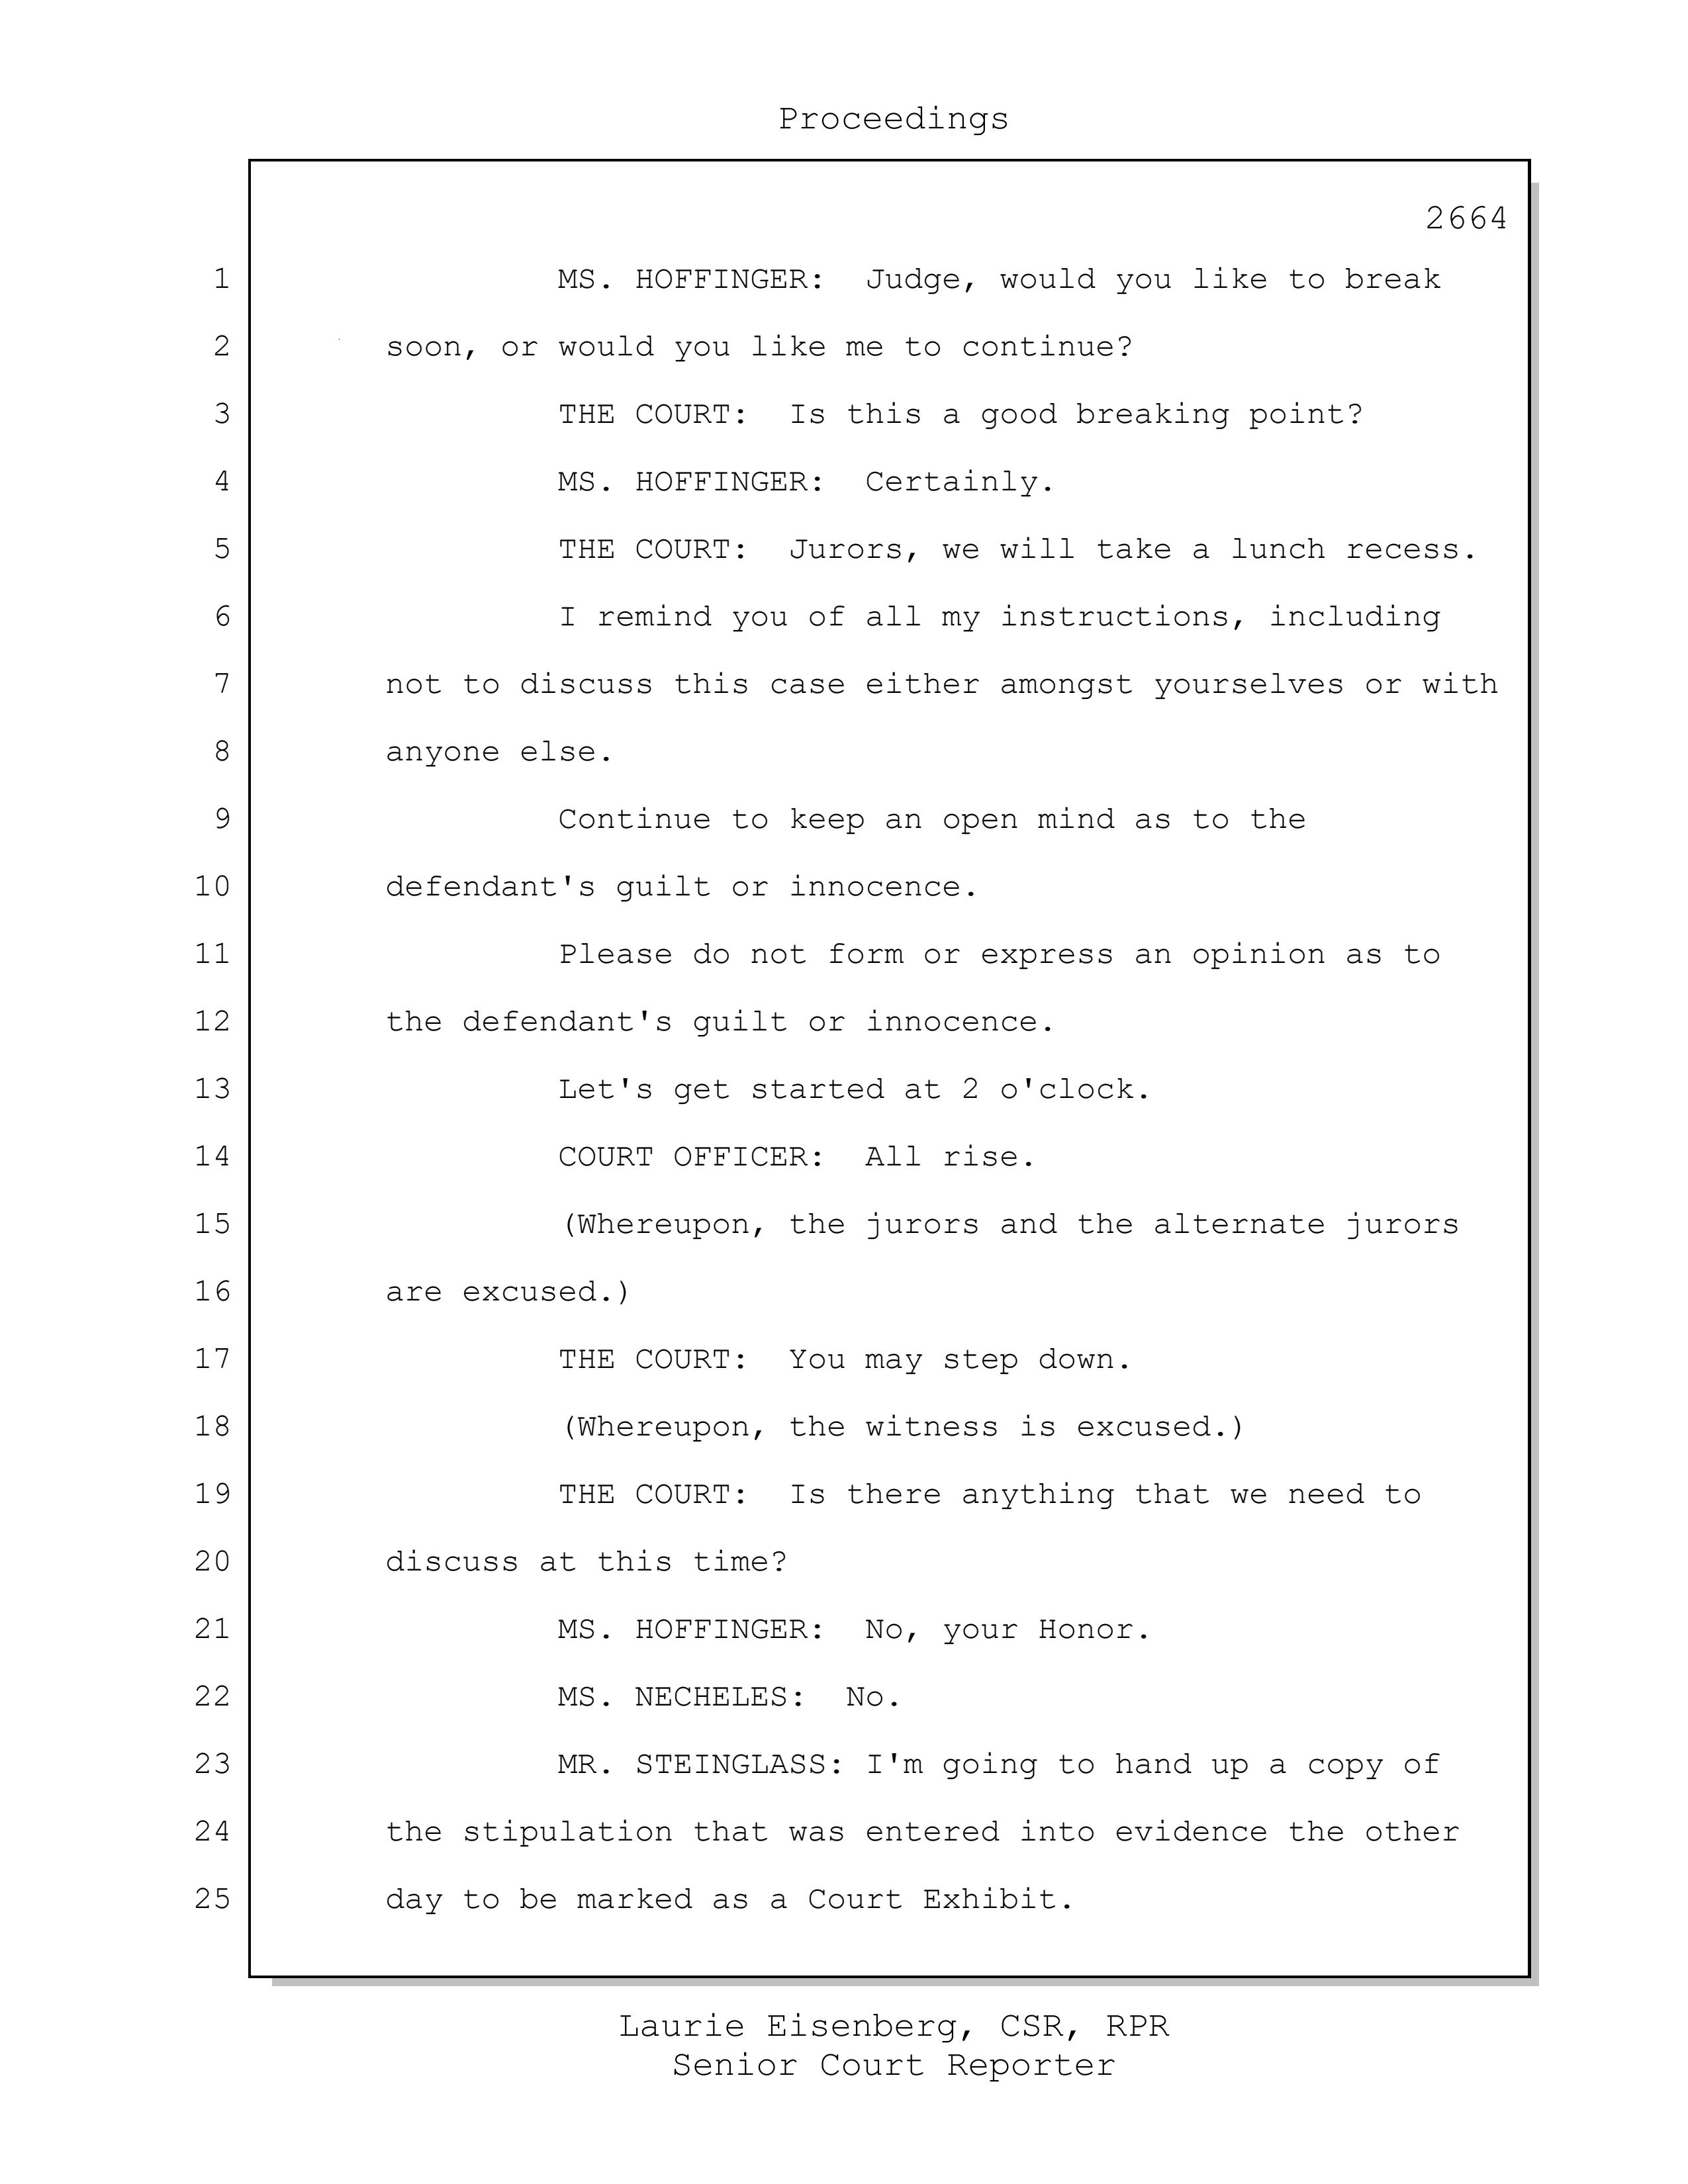 Proceedings
2664
1 MS. HOFFINGER: Judge, would you like to break
2 soon, or would you like me to continue?
3 THE COURT: Is this a good breaking point?
4 MS. HOFFINGER: Certainly.
5 THE COURT: Jurors, we will take a lunch recess.
6 I remind you of all my instructions, including
7 not to discuss this case either amongst yourselves or with
8 anyone else.
9 Continue to keep an open mind as to the
10 defendant's guilt or innocence.
11 Please do not form or express an opinion as to
12 the defendant's guilt or innocence.
13 Let's get started at 2 o'clock.
14 COURT OFFICER: All rise.
15 (Whereupon, the jurors and the alternate jurors
16 are excused.)
17 THE COURT: You may step down.
18 (Whereupon, the witness is excused.)
19 THE COURT: Is there anything that we need to
20 discuss at this time?
21 MS. HOFFINGER: No, your Honor.
22 MS. NECHELES: No.
23 MR. STEINGLASS: I'm going to hand up a copy of
24 the stipulation that was entered into evidence the other
25 day to be marked as a Court Exhibit.
Laurie Eisenberg, CSR, RPR
Senior Court Reporter